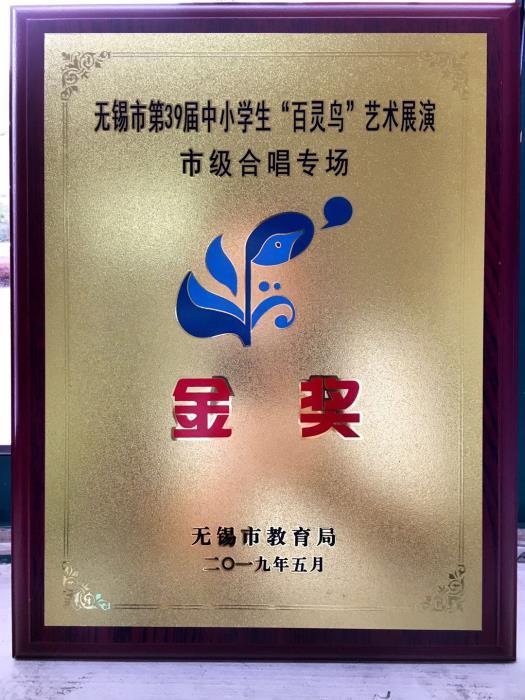 无锡市第39届中小学生“百灵鸟”艺术展演
市级合唱专场
金奖
无锡市教育局
二〇一九年五月